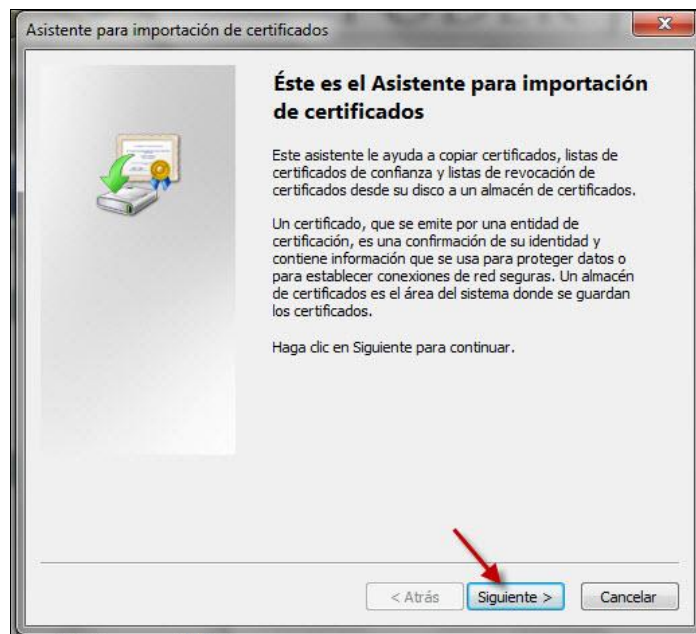 Asistente para importación de certificados
PODER
Éste es el Asistente para importación
de certificados
Este asistente le ayuda a copiar certificados, listas de
certificados de confianza y listas de revocación de
certificados desde su disco a un almacén de certificados.
Un certificado, que se emite por una entidad de
certificación, es una confirmación de su identidad y
contiene información que se usa para proteger datos o
para establecer conexiones de red seguras. Un almacén
de certificados es el área del sistema donde se guardan
los certificados.
Haga clic en Siguiente para continuar.
< Atrás Siguiente > Cancelar